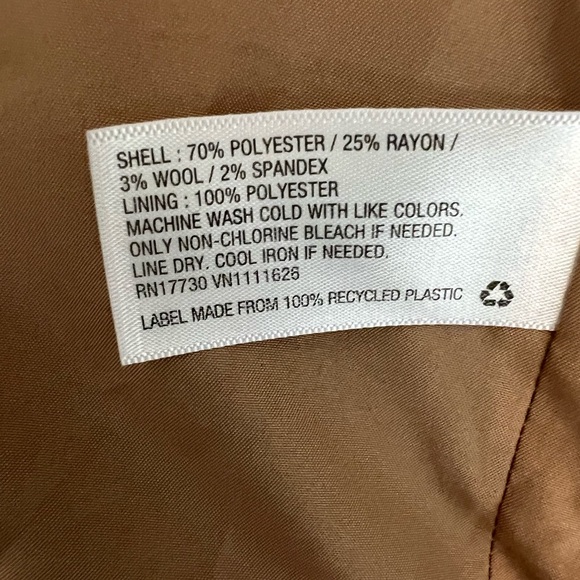 SHELL : 70% POLYESTER / 25% RAYON /
3% WOOL / 2% SPANDEX
LINING : 100% POLYESTER
MACHINE WASH COLD WITH LIKE COLORS.
ONLY NON-CHLORINE BLEACH IF NEEDED.
LINE DRY. COOL IRON IF NEEDED.
RN17730 VN1111626
LABEL MADE FROM 100% RECYCLED PLASTIC